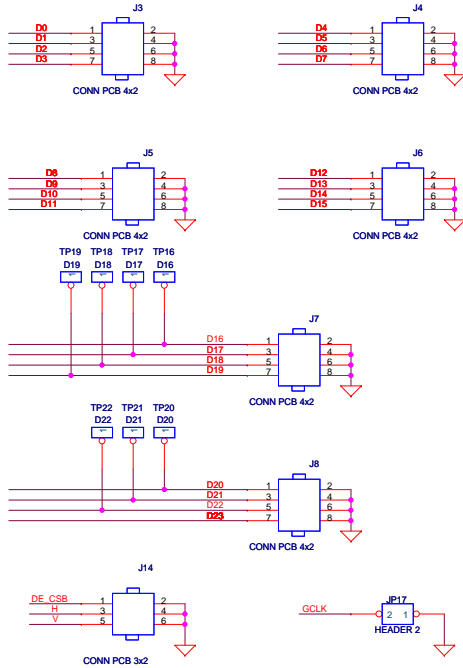 J3 J4
D0 1 2 D4 1 2
D1 3 4 D5 3 4
D2 5 6 D6 5 6
D3 7 8 D7 7 8
CONN PCB 4x2 CONN PCB 4x2
J5 J6
D8 1 2 D12 1 2
D9 3 4 D13 3 4
D10 5 6 D14 5 6
D11 7 8 D15 7 8
CONN PCB 4x2 CONN PCB 4x2
TP19 TP18 TP17 TP16
D19 D18 D17 D16
J7
D16 1 2
D17 3 4
D18 5 6
D19 7 8
CONN PCB 4x2
TP22 TP21 TP20
D22 D21 D20
J8
D20 1 2
D21 3 4
D22 5 6
D23 7 8
CONN PCB 4x2
J14
DE_CSB 1 2
H 3 4
V 5 6
CONN PCB 3x2
JP17
GCLK 2 1
HEADER 2